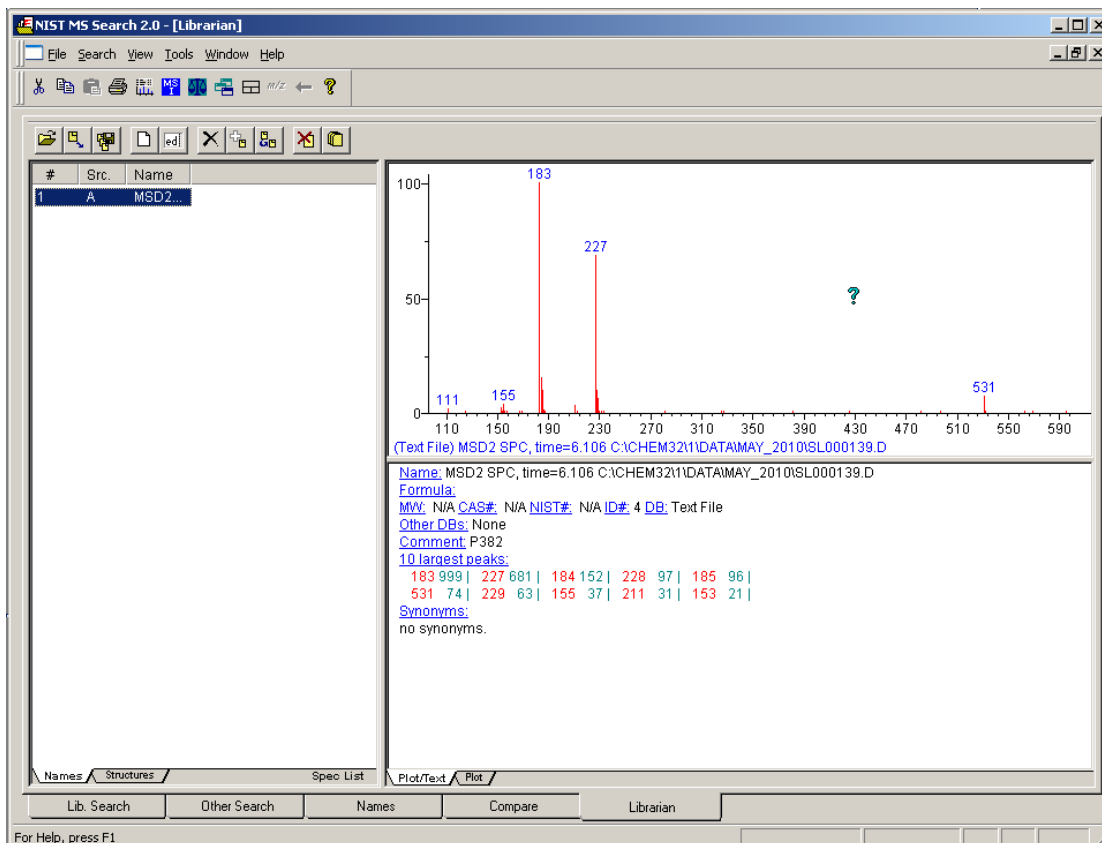 NIST MS Search 2.0 - [Librarian]
File Search View Tools Window Help
MS
m/z
?
ed
# Src. Name
1 A MSD2...
100
50
0
183
227
?
111
155
531
110 150 190 230 270 310 350 390 430 470 510 550 590
(Text File) MSD2 SPC, time=6.106 C:\CHEM32\1\DATA\MAY_2010\SL000139.D
Name: MSD2 SPC, time=6.106 C:\CHEM32\1\DATA\MAY_2010\SL000139.D
Formula:
MW: N/A CAS#: N/A NIST#: N/A ID#: 4 DB: Text File
Other DBs: None
Comment: P382
10 largest peaks:
183 999 | 227 681 | 184 152 | 228 97 | 185 96 |
531 74 | 229 63 | 155 37 | 211 31 | 153 21 |
Synonyms:
no synonyms.
Names Structures Spec List
Plot/Text Plot
Lib. Search Other Search Names Compare Librarian
For Help, press F1